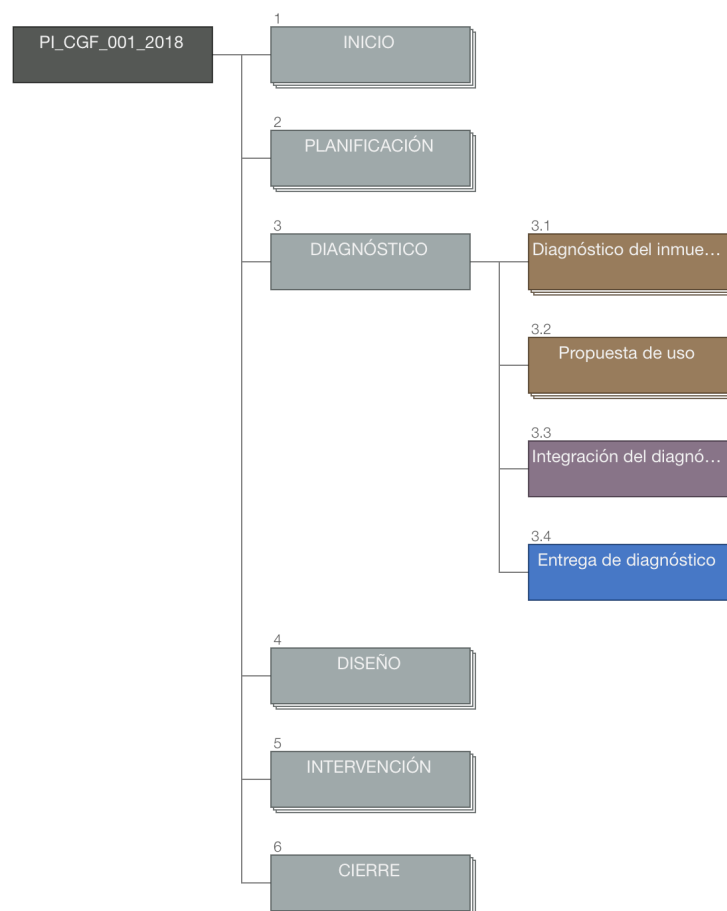 PI_CGF_001_2018
1
INICIO
2
PLANIFICACIÓN
3
DIAGNÓSTICO
3.1
Diagnóstico del inmue...
3.2
Propuesta de uso
3.3
Integración del diagnó...
3.4
Entrega de diagnóstico
4
DISEÑO
5
INTERVENCIÓN
6
CIERRE